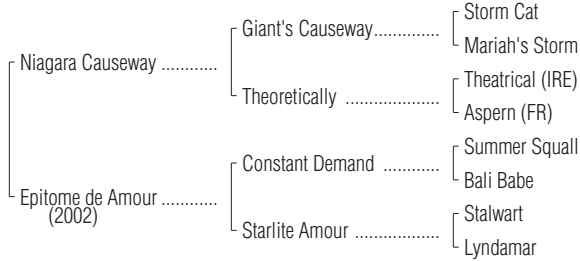 Storm Cat
Giant's Causeway..............
Mariah's Storm
Niagara Causeway ............
Theatrical (IRE)
Theoretically ....................
Aspern (FR)
Summer Squall
Constant Demand ............
Bali Babe
Epitome de Amour ............
(2002)
Stalwart
Starlite Amour ..................
Lyndamar